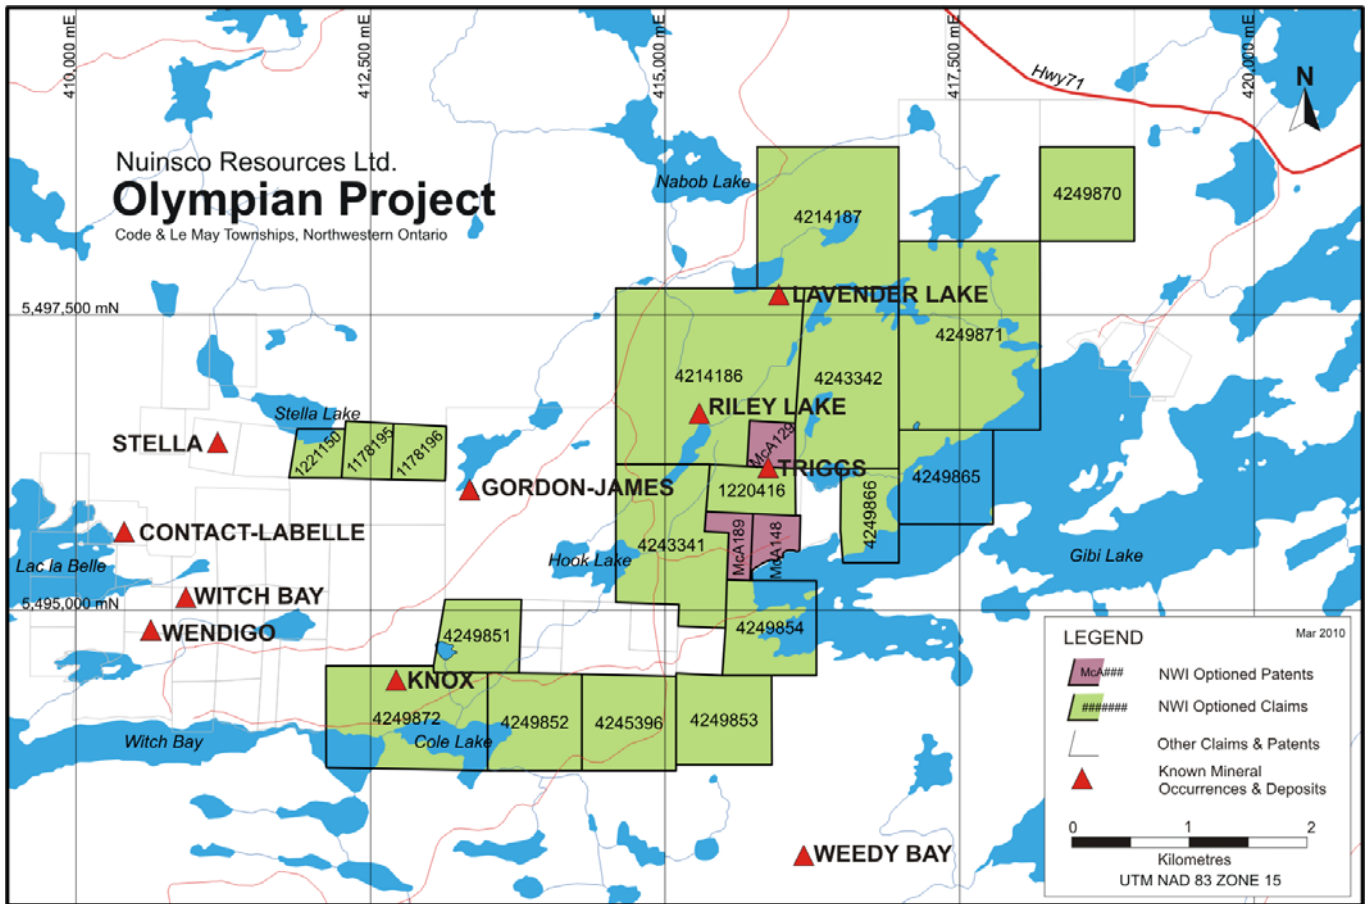 410,000 mE
412,500 mE
415,000 mE
417,500 mE
420,000 mE
Hwy71
N
Nuinsco Resources Ltd.
Olympian Project
Code & Le May Townships, Northwestern Ontario
Nabob Lake
4249870
4214187
LAVENDER LAKE
5,497,500 mN
4249871
4214186
4243342
RILEY LAKE
Stella Lake
STELLA
1221150
1178195
1178196
McA129
TRIGGS
4249865
GORDON-JAMES
1220416
4249866
CONTACT-LABELLE
4243341
McA189
McA148
Hook Lake
Gibi Lake
Lac la Belle
WITCH BAY
5,495,000 mN
WENDIGO
4249851
4249854
KNOX
4249872
4249852
4245396
4249853
Witch Bay
Cole Lake
WEEDY BAY
LEGEND
Mar 2010
McA###
NWI Optioned Patents
#######
NWI Optioned Claims
Other Claims & Patents
Known Mineral
Occurrences & Deposits
0 1 2
Kilometres
UTM NAD 83 ZONE 15